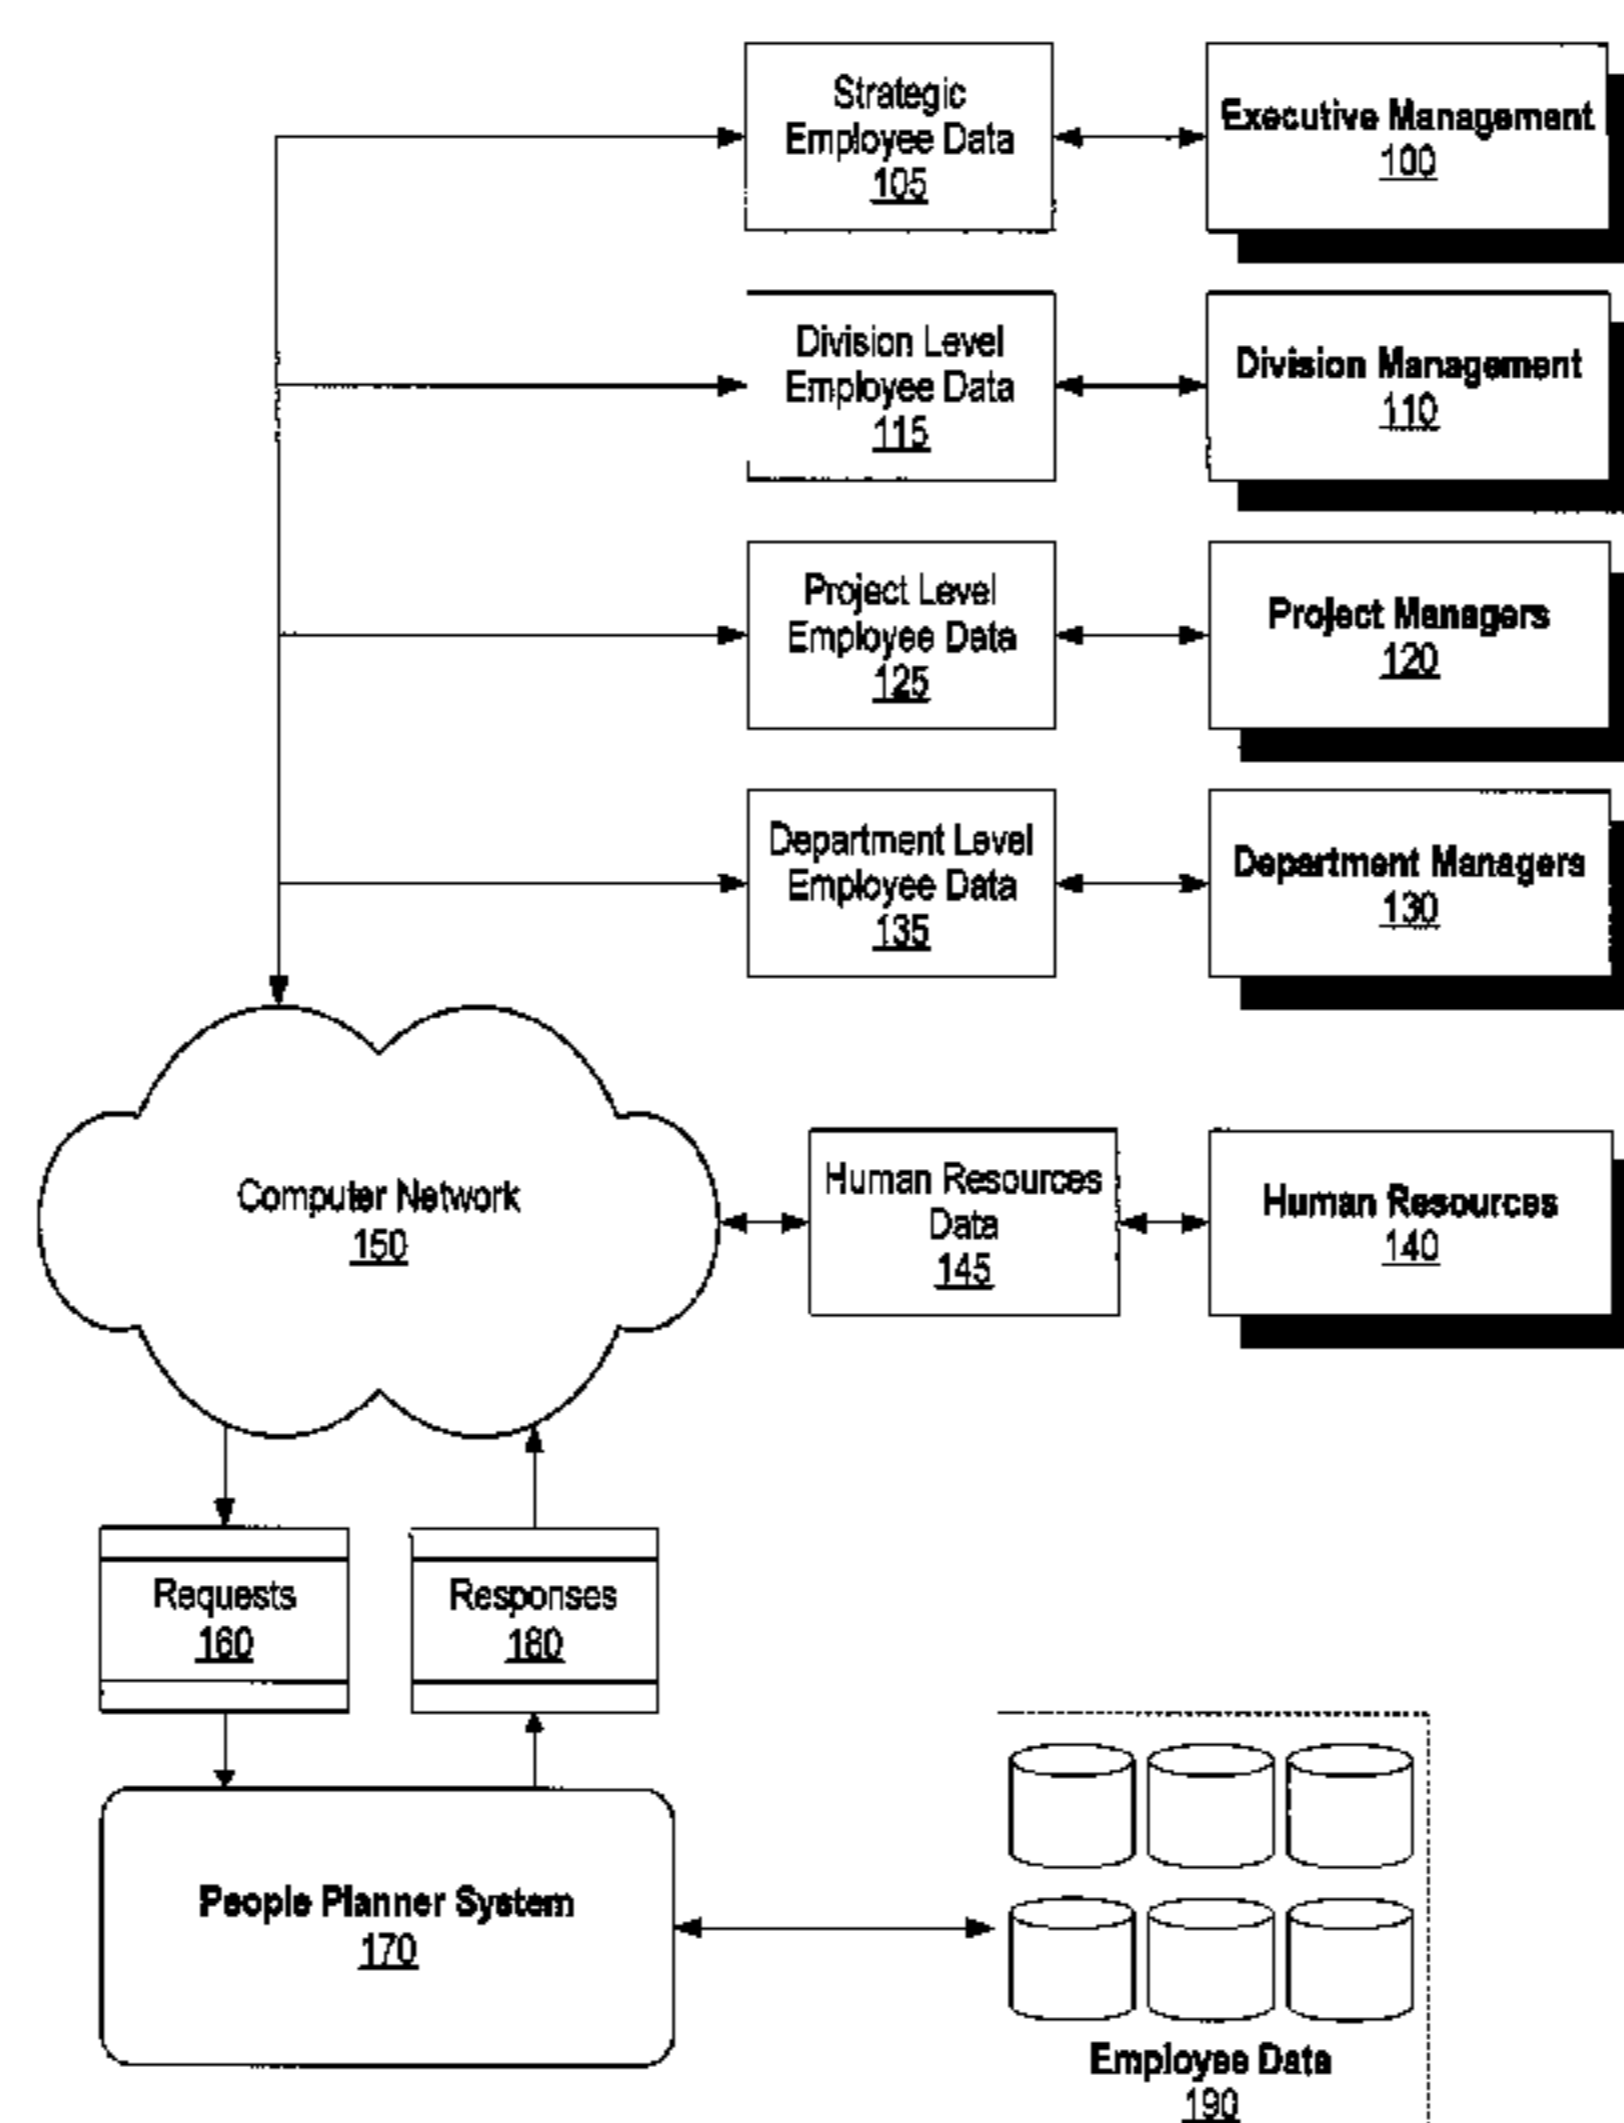 Strategic
Employee Data
105
Executive Management
100
Division Level
Employee Data
115
Division Management
110
Project Level
Employee Data
125
Project Managers
120
Department Level
Employee Data
135
Department Managers
130
Computer Network
150
Human Resources
Data
145
Human Resources
140
Requests
160
Responses
180
People Planner System
170
Employee Data
190